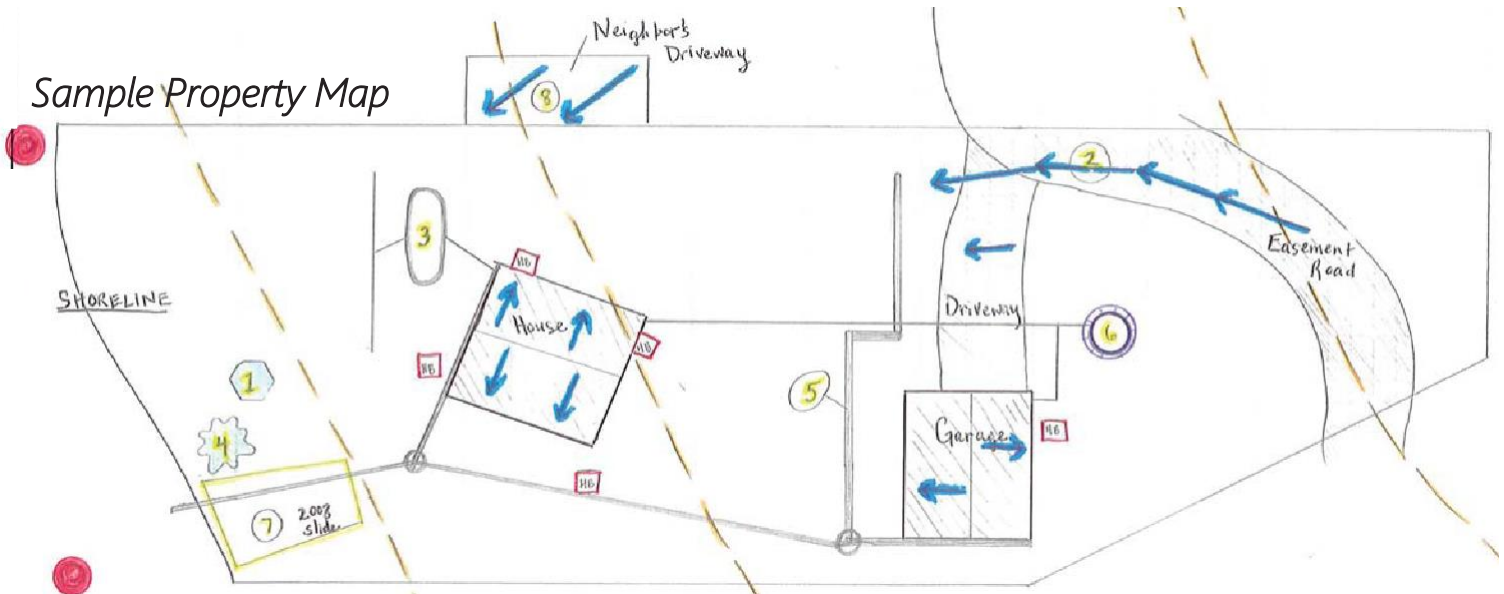 Neighbor's
Driveway
Sample Property Map
8
2
3
HB
Easement
Road
SHORELINE
House
Driveway
6
HB
HB
1
5
4
Garage
HB
HB
7
2003
slide